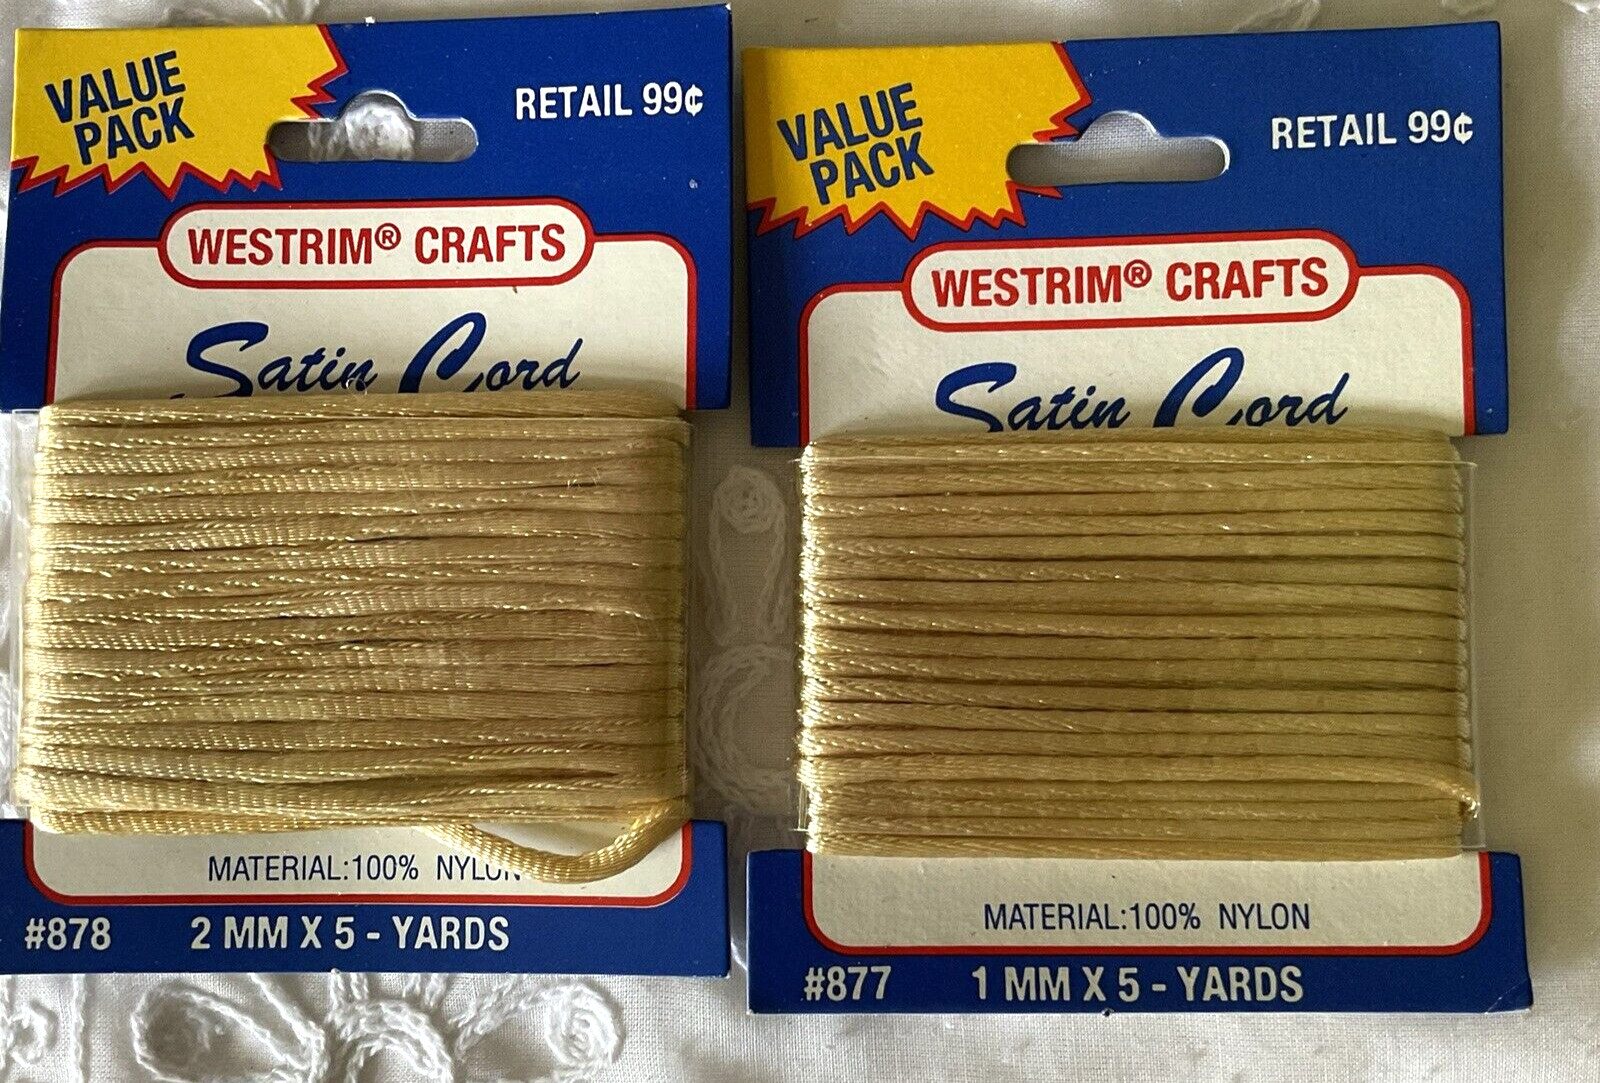 VALUE
PACK
RETAIL 99¢
WESTRIM® CRAFTS
Satin Cord
MATERIAL:100% NYLON
#878 2 MM X 5 - YARDS
VALUE
PACK
RETAIL 99¢
WESTRIM® CRAFTS
Satin Cord
MATERIAL:100% NYLON
#877 1 MM X 5 - YARDS